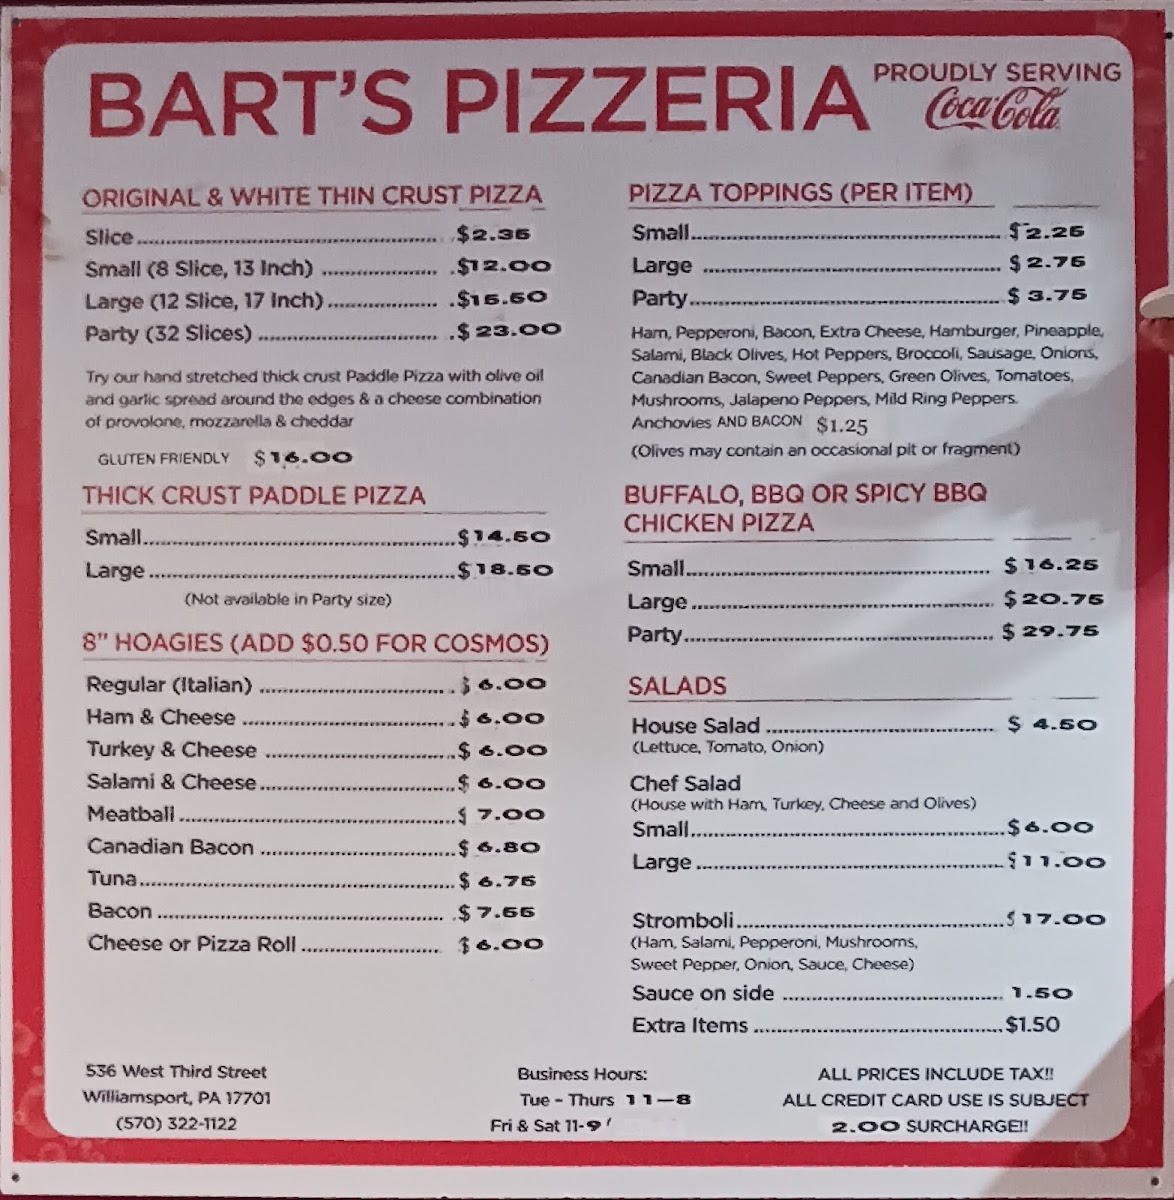 BART'S PIZZERIA
PROUDLY SERVING
Coca-Cola
ORIGINAL & WHITE THIN CRUST PIZZA
Slice $2.35
Small (8 Slice, 13 Inch) $12.00
Large (12 Slice, 17 Inch) $15.50
Party (32 Slices) $23.00
Try our hand stretched thick crust Paddle Pizza with olive oil
and garlic spread around the edges & a cheese combination
of provolone, mozzarella & cheddar
GLUTEN FRIENDLY $16.00
THICK CRUST PADDLE PIZZA
Small $14.50
Large $18.50
(Not available in Party size)
8" HOAGIES (ADD $0.50 FOR COSMOS)
Regular (Italian) $6.00
Ham & Cheese $6.00
Turkey & Cheese $6.00
Salami & Cheese $6.00
Meatball $7.00
Canadian Bacon $6.80
Tuna $6.75
Bacon $7.55
Cheese or Pizza Roll $6.00
PIZZA TOPPINGS (PER ITEM)
Small $2.25
Large $2.75
Party $3.75
Ham, Pepperoni, Bacon, Extra Cheese, Hamburger, Pineapple,
Salami, Black Olives, Hot Peppers, Broccoli, Sausage, Onions,
Canadian Bacon, Sweet Peppers, Green Olives, Tomatoes,
Mushrooms, Jalapeno Peppers, Mild Ring Peppers.
Anchovies AND BACON $1.25
(Olives may contain an occasional pit or fragment)
BUFFALO, BBQ OR SPICY BBQ
CHICKEN PIZZA
Small $16.25
Large $20.75
Party $29.75
SALADS
House Salad $4.50
(Lettuce, Tomato, Onion)
Chef Salad
(House with Ham, Turkey, Cheese and Olives)
Small $6.00
Large $11.00
Stromboli $17.00
(Ham, Salami, Pepperoni, Mushrooms,
Sweet Pepper, Onion, Sauce, Cheese)
Sauce on side 1.50
Extra Items $1.50
536 West Third Street
Williamsport, PA 17701
(570) 322-1122
Business Hours:
Tue - Thurs 11-8
Fri & Sat 11-9
ALL PRICES INCLUDE TAX!!
ALL CREDIT CARD USE IS SUBJECT
2.00 SURCHARGE!!